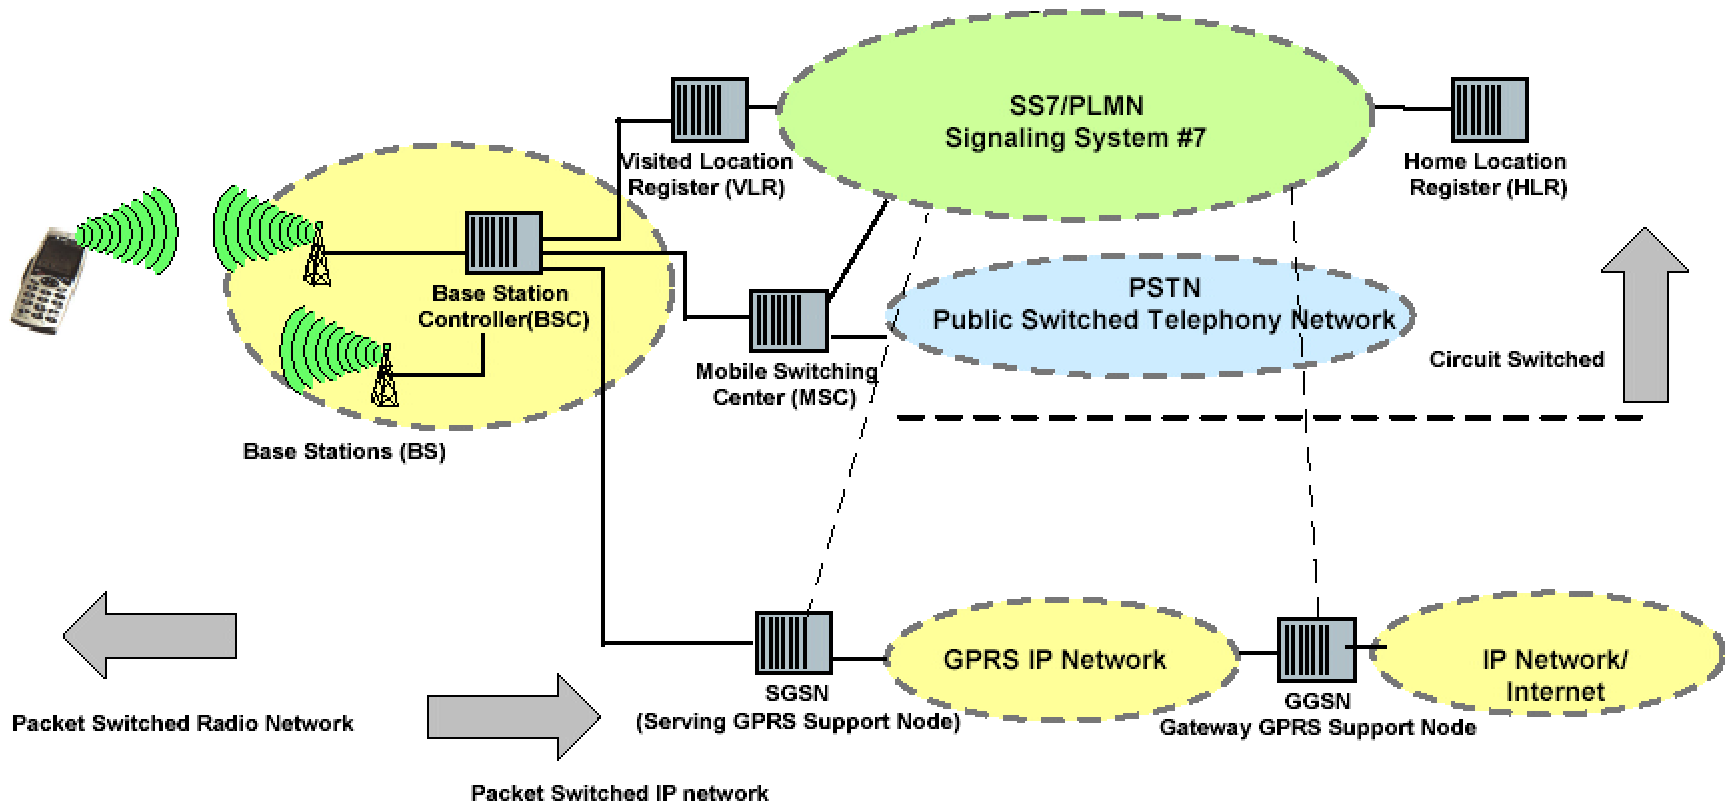 SS7/PLMN
Signaling System #7
Visited Location
Register (VLR)
Home Location
Register (HLR)
Base Station
Controller(BSC)
PSTN
Public Switched Telephony Network
Circuit Switched
Mobile Switching
Center (MSC)
Base Stations (BS)
GPRS IP Network
IP Network/
Internet
SGSN
(Serving GPRS Support Node)
GGSN
Gateway GPRS Support Node
Packet Switched Radio Network
Packet Switched IP network